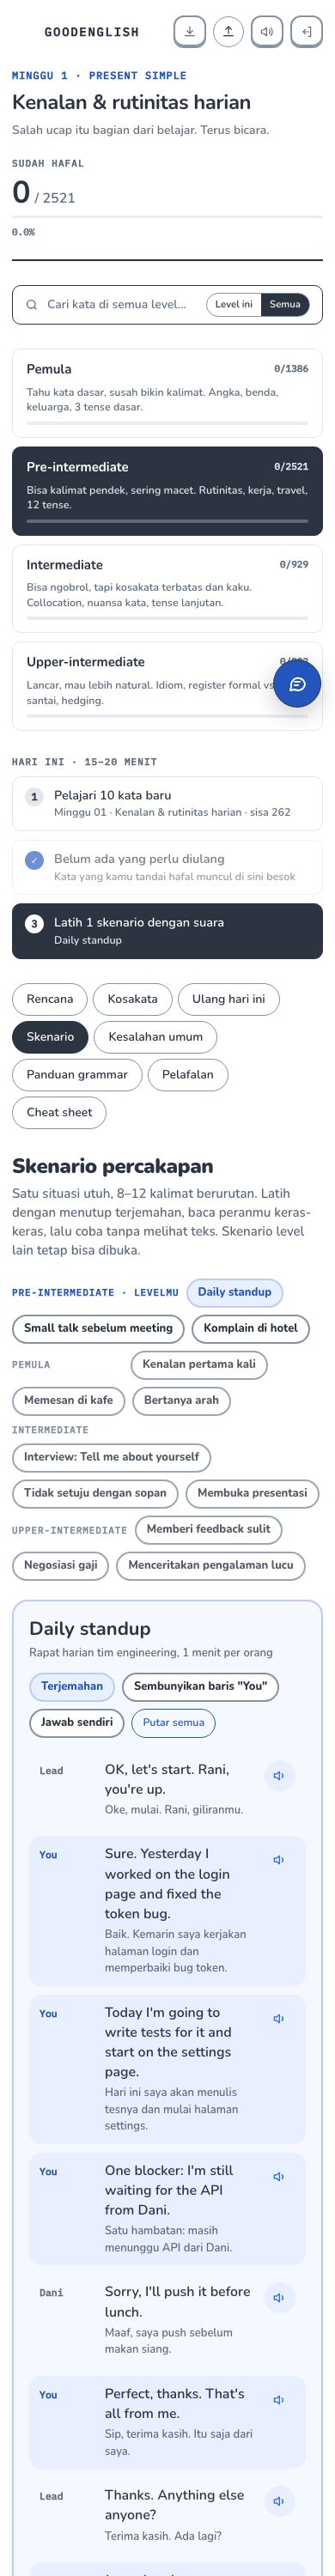 GOODENGLISH
MINGGU 1 · PRESENT SIMPLE
Kenalan & rutinitas harian
Salah ucap itu bagian dari belajar. Terus bicara.
SUDAH HAFAL
0 / 2521
0.0%
Cari kata di semua level... Level ini Semua
Pemula 0/1386
Tahu kata dasar, susah bikin kalimat. Angka, benda,
keluarga, 3 tense dasar.
Pre-intermediate 0/2521
Bisa kalimat pendek, sering macet. Rutinitas, kerja, travel,
12 tense.
Intermediate 0/929
Bisa ngobrol, tapi kosakata terbatas dan kaku.
Collocation, nuansa kata, tense lanjutan.
Upper-intermediate
Lancar, mau lebih natural. Idiom, register formal vs
santai, hedging.
HARI INI · 15–20 MENIT
1 Pelajari 10 kata baru
Minggu 01 · Kenalan & rutinitas harian · sisa 262
✓ Belum ada yang perlu diulang
Kata yang kamu tandai hafal muncul di sini besok
3 Latih 1 skenario dengan suara
Daily standup
Rencana Kosakata Ulang hari ini
Skenario Kesalahan umum
Panduan grammar Pelafalan
Cheat sheet
Skenario percakapan
Satu situasi utuh, 8–12 kalimat berurutan. Latih
dengan menutup terjemahan, baca peranmu keras-
keras, lalu coba tanpa melihat teks. Skenario level
lain tetap bisa dibuka.
PRE-INTERMEDIATE · LEVELMU Daily standup
Small talk sebelum meeting Komplain di hotel
PEMULA Kenalan pertama kali
Memesan di kafe Bertanya arah
INTERMEDIATE
Interview: Tell me about yourself
Tidak setuju dengan sopan Membuka presentasi
UPPER-INTERMEDIATE Memberi feedback sulit
Negosiasi gaji Menceritakan pengalaman lucu
Daily standup
Rapat harian tim engineering, 1 menit per orang
Terjemahan Sembunyikan baris "You"
Jawab sendiri Putar semua
Lead OK, let's start. Rani,
you're up.
Oke, mulai. Rani, giliranmu.
You Sure. Yesterday I
worked on the login
page and fixed the
token bug.
Baik. Kemarin saya kerjakan
halaman login dan
memperbaiki bug token.
You Today I'm going to
write tests for it and
start on the settings
page.
Hari ini saya akan menulis
tesnya dan mulai halaman
settings.
You One blocker: I'm still
waiting for the API
from Dani.
Satu hambatan: masih
menunggu API dari Dani.
Dani Sorry, I'll push it before
lunch.
Maaf, saya push sebelum
makan siang.
You Perfect, thanks. That's
all from me.
Sip, terima kasih. Itu saja dari
saya.
Lead Thanks. Anything else
anyone?
Terima kasih. Ada lagi?